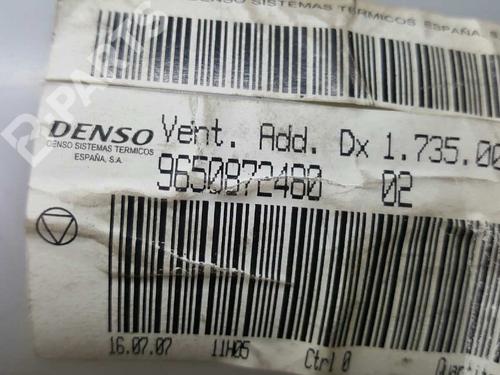 DENSO SISTEMAS TERMICOS ESPAÑA, S
B-PARTS
DENSO Vent. Add. Dx 1.735.00
DENSO SISTEMAS TERMICOS
ESPAÑA, S.A.
9650872480 02
16.07.07 11H05 Ctrl 0